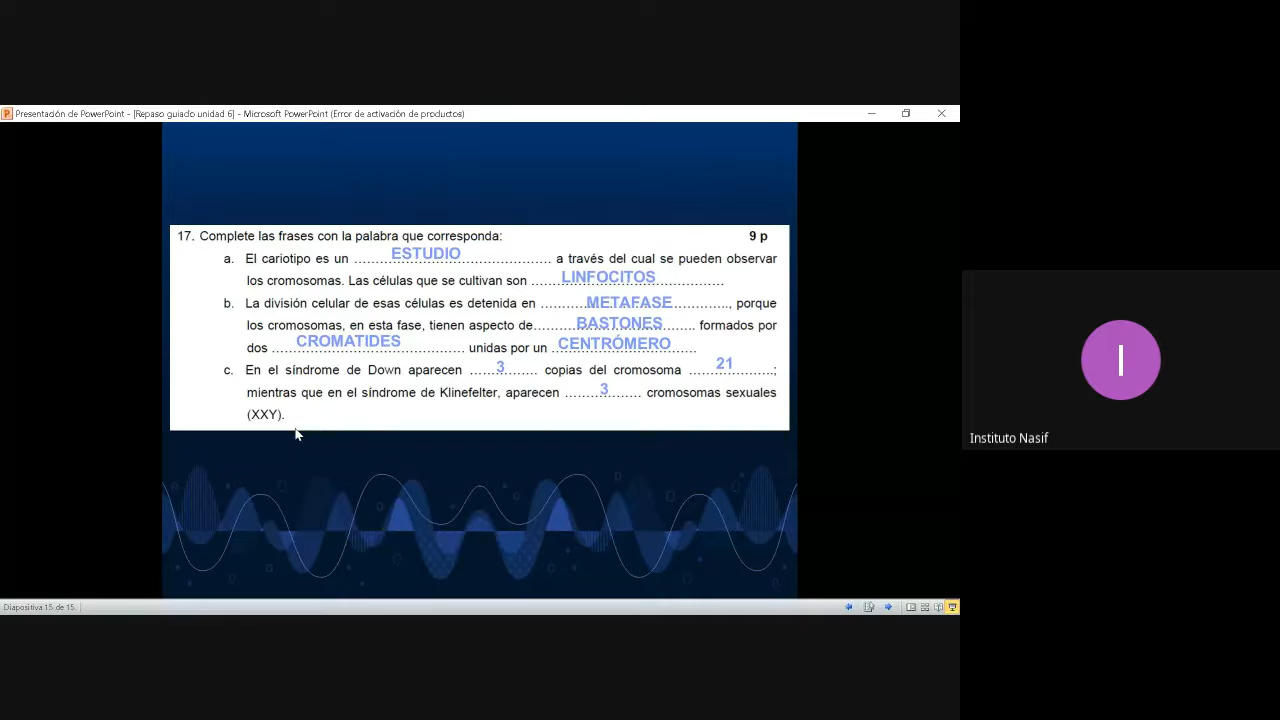 Presentación de PowerPoint - [Repaso guiado unidad 6] - Microsoft PowerPoint (Error de activación de productos)
17. Complete las frases con la palabra que corresponda: 9 p
a. El cariotipo es un ........ESTUDIO........ a través del cual se pueden observar
los cromosomas. Las células que se cultivan son ........LINFOCITOS........
b. La división celular de esas células es detenida en ........METAFASE........, porque
los cromosomas, en esta fase, tienen aspecto de........BASTONES........ formados por
dos ........CROMATIDES........ unidas por un ........CENTRÓMERO........
c. En el síndrome de Down aparecen ......3...... copias del cromosoma ......21......;
mientras que en el síndrome de Klinefelter, aparecen ......3...... cromosomas sexuales
(XXY).
I
Instituto Nasif
Diapositiva 15 de 15